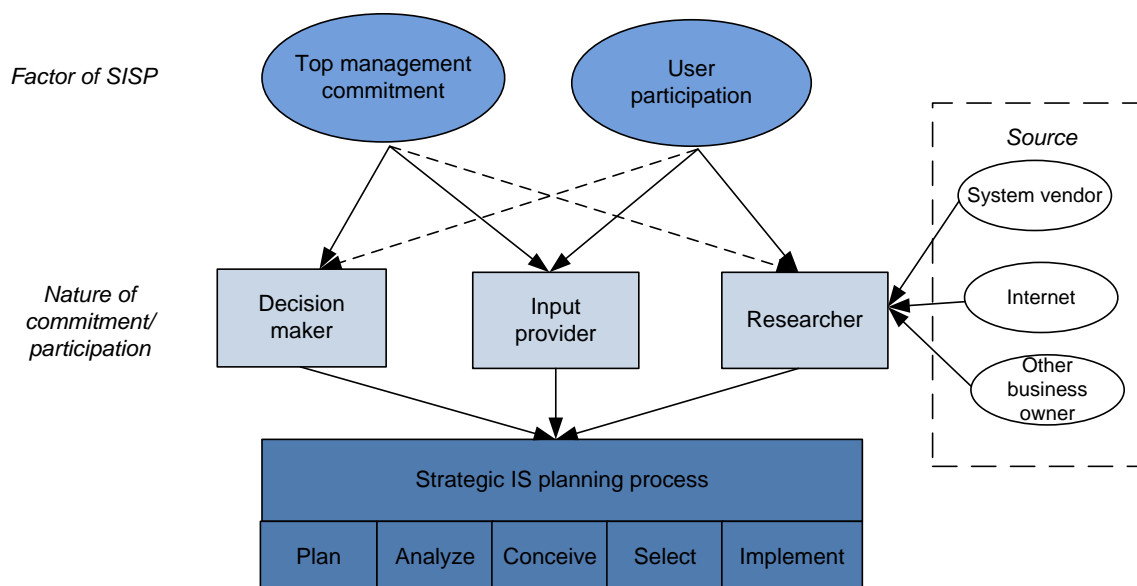 Factor of SISP
Top management
commitment
User
participation
Source
System vendor
Internet
Other
business
owner
Nature of
commitment/
participation
Decision
maker
Input
provider
Researcher
Strategic IS planning process
Plan
Analyze
Conceive
Select
Implement